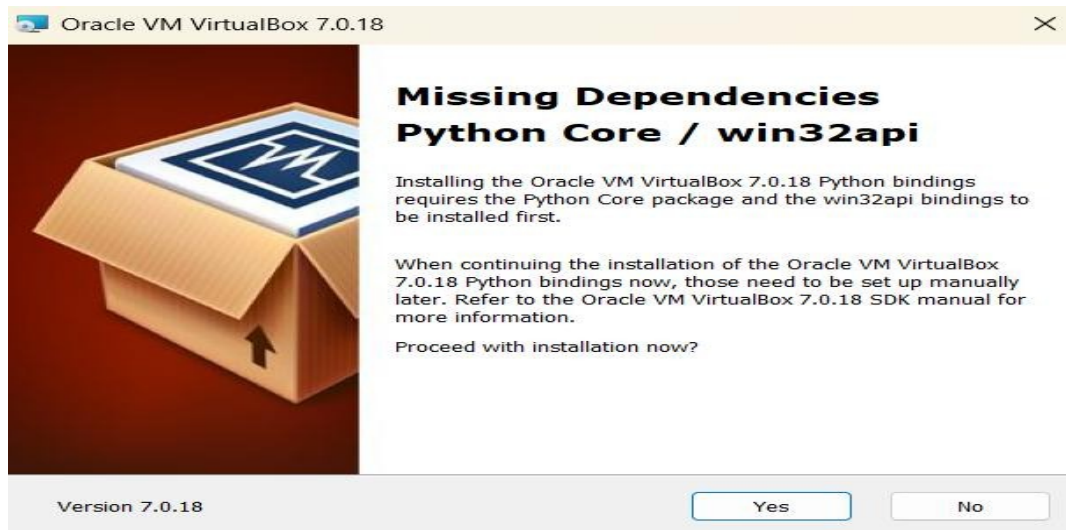 Oracle VM VirtualBox 7.0.18
Missing Dependencies
Python Core / win32api
Installing the Oracle VM VirtualBox 7.0.18 Python bindings
requires the Python Core package and the win32api bindings to
be installed first.
When continuing the installation of the Oracle VM VirtualBox
7.0.18 Python bindings now, those need to be set up manually
later. Refer to the Oracle VM VirtualBox 7.0.18 SDK manual for
more information.
Proceed with installation now?
Version 7.0.18
Yes
No